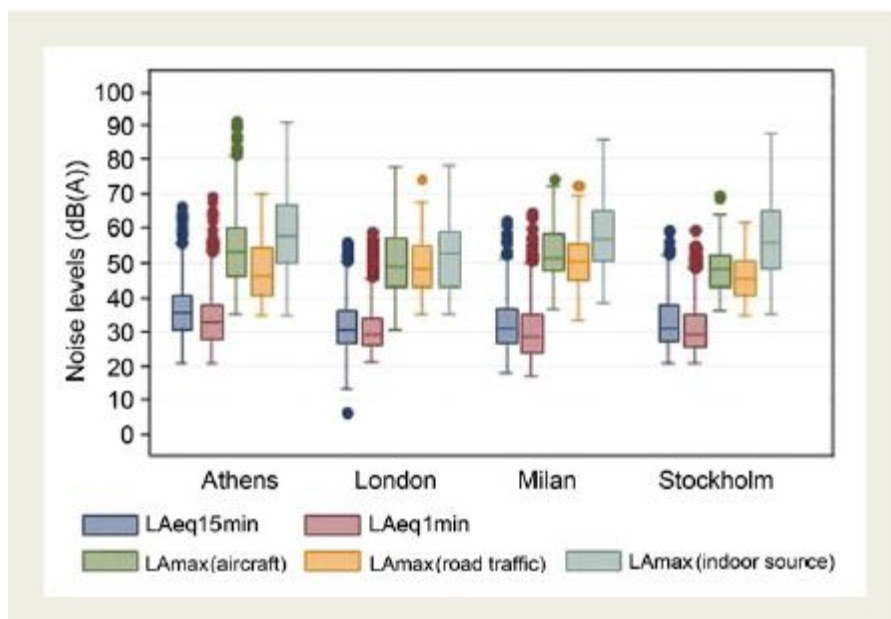 Noise levels (dB(A))
100
90
80
70
60
50
40
30
20
10
0
Athens London Milan Stockholm
LAeq15min LAeq1min
LAmax(aircraft) LAmax(road traffic) LAmax(indoor source)